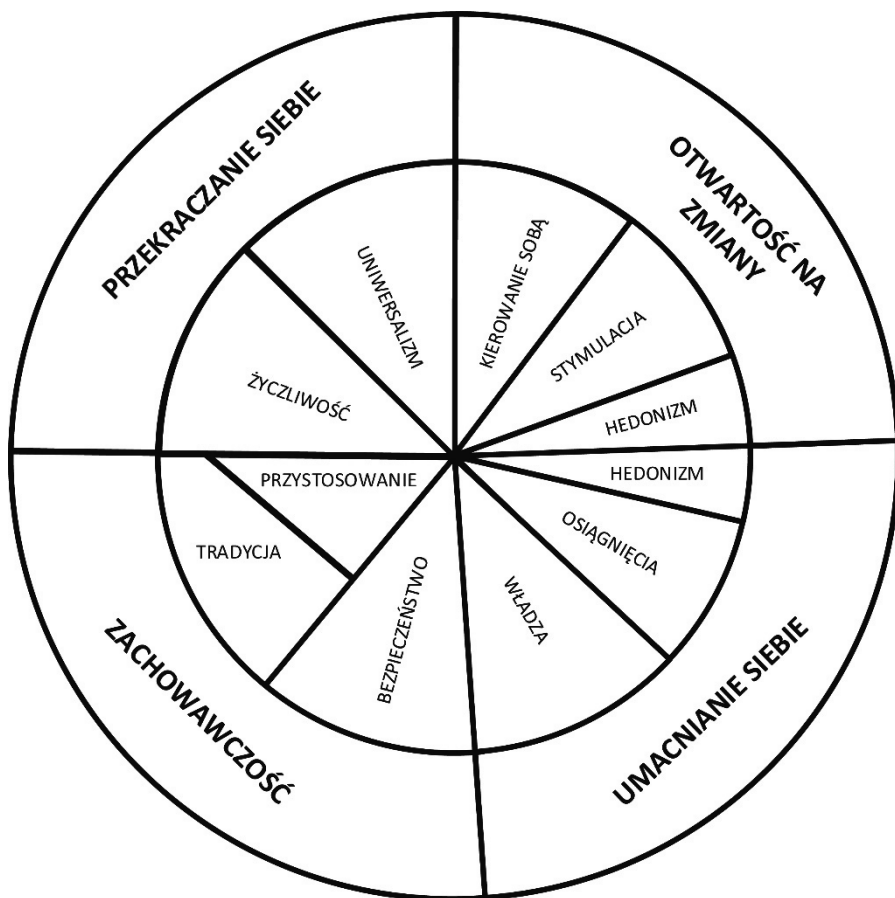 PRZEKRACZANIE SIEBIE
OTWARTOŚĆ NA
ZMIANY
UNIWERSALIZM
KIEROWANIE SOBĄ
STYMULACJA
ŻYCZLIWOŚĆ
HEDONIZM
PRZYSTOSOWANIE
HEDONIZM
OSIĄGNIĘCIA
TRADYCJA
BEZPIECZEŃSTWO
WŁADZA
ZACHOWAWCZOŚĆ
UMACNIANIE SIEBIE